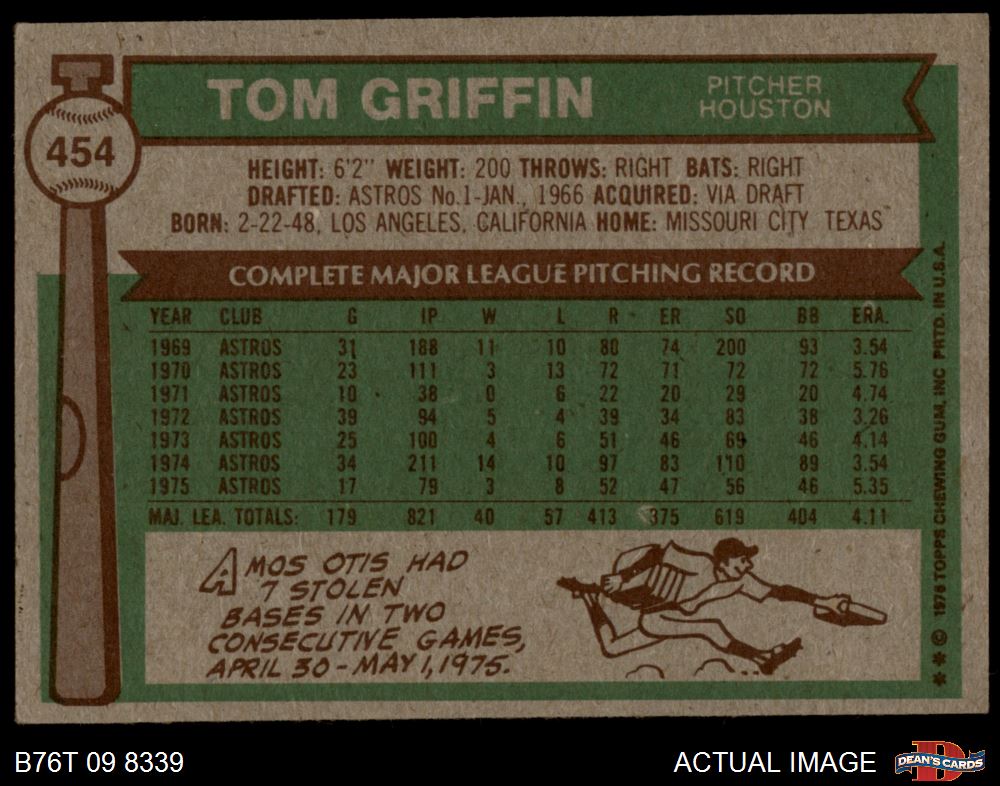 TOM GRIFFIN
PITCHER
HOUSTON
454
HEIGHT: 6'2" WEIGHT: 200 THROWS: RIGHT BATS: RIGHT
DRAFTED: ASTROS No.1-JAN., 1966 ACQUIRED: VIA DRAFT
BORN: 2-22-48, LOS ANGELES, CALIFORNIA HOME: MISSOURI CITY TEXAS
COMPLETE MAJOR LEAGUE PITCHING RECORD
YEAR CLUB G IP W L R ER SO BB ERA.
1969 ASTROS 31 188 11 10 80 74 200 93 3.54
1970 ASTROS 23 111 3 13 72 71 72 72 5.76
1971 ASTROS 10 38 0 6 22 20 29 20 4.74
1972 ASTROS 39 94 5 4 39 34 83 38 3.26
1973 ASTROS 25 100 4 6 51 46 69 46 4.14
1974 ASTROS 34 211 14 10 97 83 110 89 3.54
1975 ASTROS 17 79 3 8 52 47 56 46 5.35
MAJ. LEA. TOTALS: 179 821 40 57 413 375 619 404 4.11
AMOS OTIS HAD
7 STOLEN
BASES IN TWO
CONSECUTIVE GAMES,
APRIL 30 - MAY 1, 1975.
** © 1976 TOPPS CHEWING GUM, INC PRTD. IN U.S.A.
B76T 09 8339
ACTUAL IMAGE
D
DEAN'S CARDS